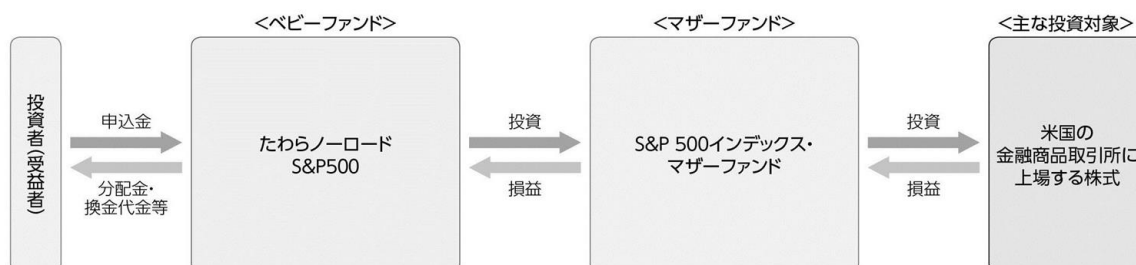 ＜ベビーファンド＞
＜マザーファンド＞
＜主な投資対象＞
投資者（受益者）
申込金
分配金・
換金代金等
たわらノーロード
S&P500
投資
損益
S&P 500インデックス・
マザーファンド
投資
損益
米国の
金融商品取引所に
上場する株式